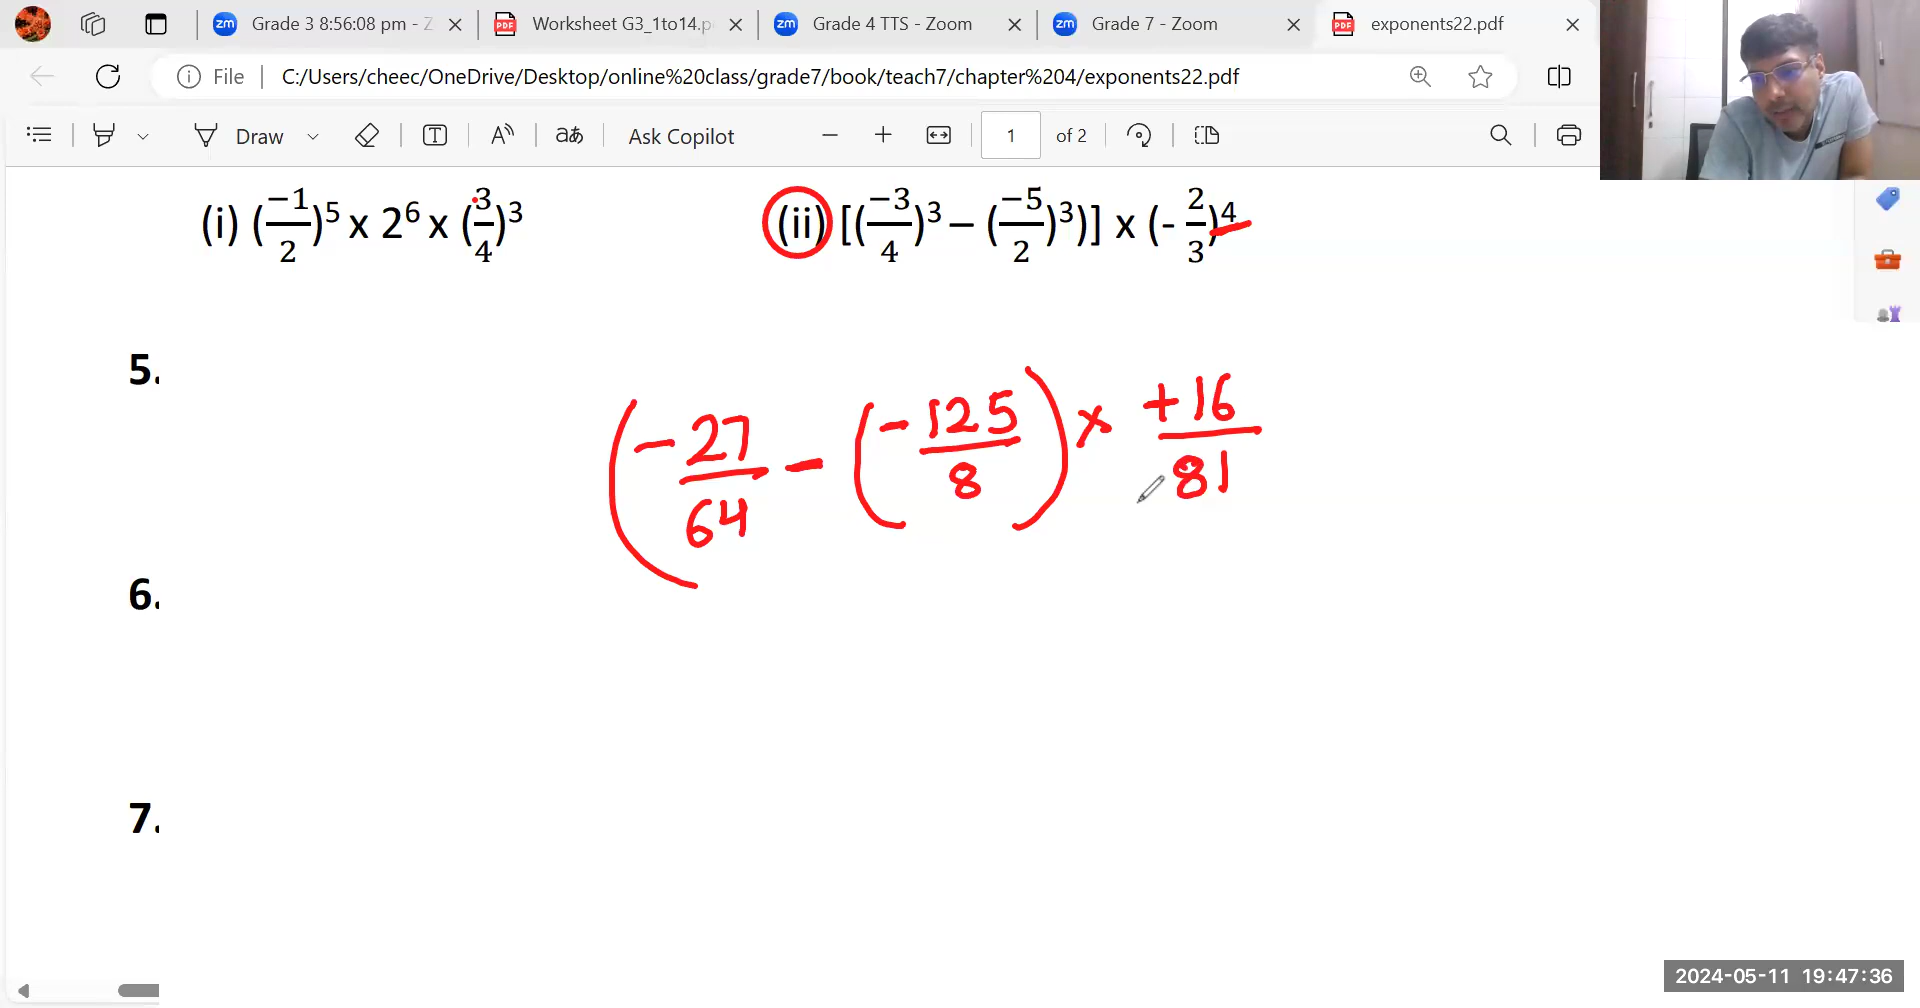 Grade 3 8:56:08 pm - Z
Worksheet G3_1to14.p
Grade 4 TTS - Zoom
Grade 7 - Zoom
exponents22.pdf
File
C:/Users/cheec/OneDrive/Desktop/online%20class/grade7/book/teach7/chapter%204/exponents22.pdf
Draw
Ask Copilot
1 of 2
(i) (-1/2)^5 x 2^6 x (3/4)^3
(ii) [(-3/4)^3 – (-5/2)^3)] x (- 2/3)^4
5.
(-27/64 - (-125/8) x +16/81
6.
7.
2024-05-11 19:47:36